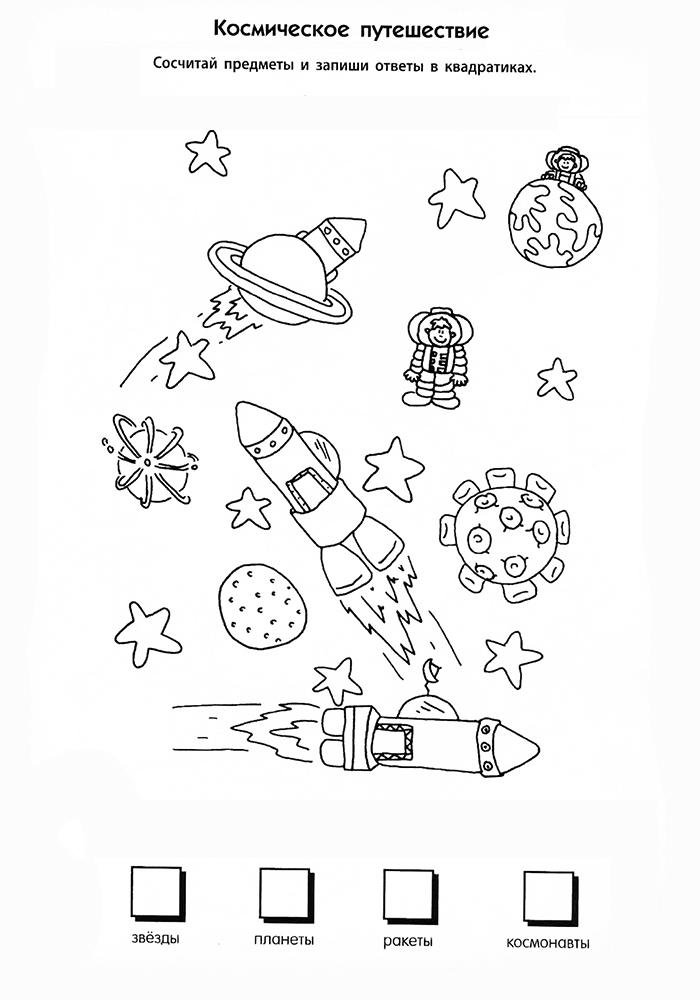 Космическое путешествие
Сосчитай предметы и запиши ответы в квадратиках.
звёзды
планеты
ракеты
космонавты